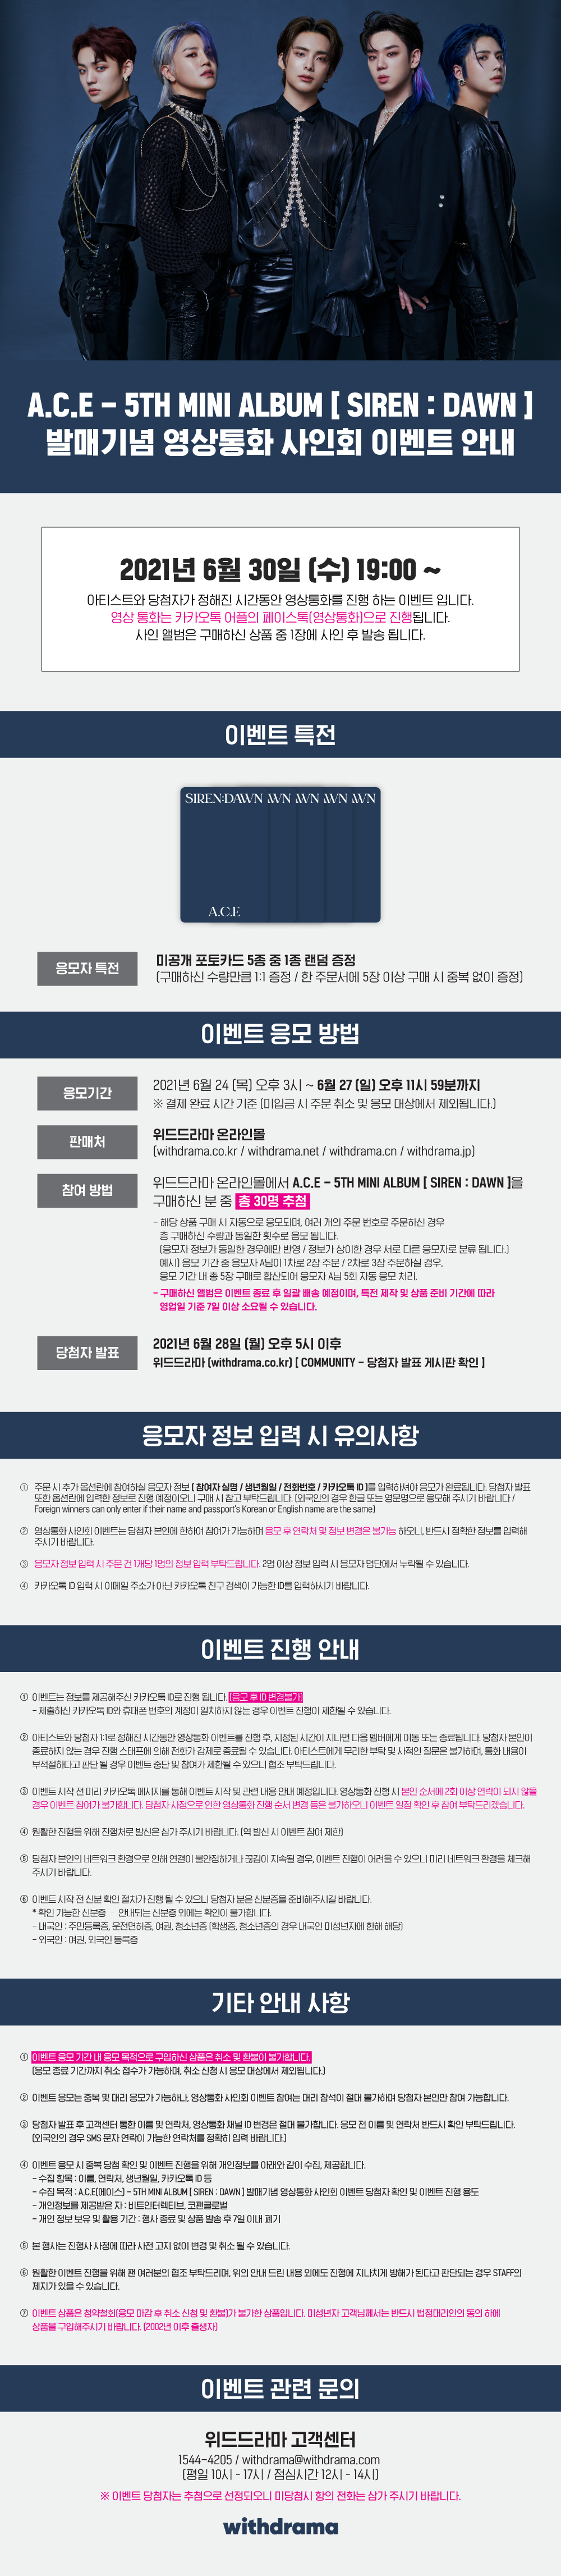 A.C.E - 5TH MINI ALBUM [ SIREN : DAWN ]
발매기념 영상통화 사인회 이벤트 안내
2021년 6월 30일 (수) 19:00 ~
아티스트와 당첨자가 정해진 시간동안 영상통화를 진행 하는 이벤트 입니다.
영상 통화는 카카오톡 어플의 페이스톡(영상통화)으로 진행됩니다.
사인 앨범은 구매하신 상품 중 1장에 사인 후 발송 됩니다.
이벤트 특전
SIREN:DAWN WN WN WN WN
A.C.E
응모자 특전
미공개 포토카드 5종 중 1종 랜덤 증정
(구매하신 수량만큼 1:1 증정 / 한 주문서에 5장 이상 구매 시 중복 없이 증정)
이벤트 응모 방법
응모기간
2021년 6월 24 (목) 오후 3시 ~ 6월 27 (일) 오후 11시 59분까지
※ 결제 완료 시간 기준 (미입금 시 주문 취소 및 응모 대상에서 제외됩니다.)
판매처
위드드라마 온라인몰
(withdrama.co.kr / withdrama.net / withdrama.cn / withdrama.jp)
참여 방법
위드드라마 온라인몰에서 A.C.E - 5TH MINI ALBUM [ SIREN : DAWN ]을
구매하신 분 중 총 30명 추첨
- 해당 상품 구매 시 자동으로 응모되며, 여러 개의 주문 번호로 주문하신 경우
총 구매하신 수량과 동일한 횟수로 응모 됩니다.
(응모자 정보가 동일한 경우에만 반영 / 정보가 상이한 경우 서로 다른 응모자로 분류 됩니다.)
예시) 응모 기간 중 응모자 A님이 1차로 2장 주문 / 2차로 3장 주문하실 경우,
응모 기간 내 총 5장 구매로 합산되어 응모자 A님 5회 자동 응모 처리.
- 구매하신 앨범은 이벤트 종료 후 일괄 배송 예정이며, 특전 제작 및 상품 준비 기간에 따라
영업일 기준 7일 이상 소요될 수 있습니다.
당첨자 발표
2021년 6월 28일 (월) 오후 5시 이후
위드드라마 (withdrama.co.kr) [ COMMUNITY - 당첨자 발표 게시판 확인 ]
응모자 정보 입력 시 유의사항
① 주문 시 추가 옵션란에 참여하실 응모자 정보 ( 참여자 실명 / 생년월일 / 전화번호 / 카카오톡 ID )를 입력하셔야 응모가 완료됩니다. 당첨자 발표
또한 옵션란에 입력한 정보로 진행 예정이오니 구매 시 참고 부탁드립니다. (외국인의 경우 한글 또는 영문명으로 응모해 주시기 바랍니다 /
Foreign winners can only enter if their name and passport's Korean or English name are the same)
② 영상통화 사인회 이벤트는 당첨자 본인에 한하여 참여가 가능하며 응모 후 연락처 및 정보 변경은 불가능 하오니, 반드시 정확한 정보를 입력해
주시기 바랍니다.
③ 응모자 정보 입력 시 주문 건 1개당 1명의 정보 입력 부탁드립니다. 2명 이상 정보 입력 시 응모자 명단에서 누락될 수 있습니다.
④ 카카오톡 ID 입력 시 이메일 주소가 아닌 카카오톡 친구 검색이 가능한 ID를 입력하시기 바랍니다.
이벤트 진행 안내
① 이벤트는 정보를 제공해주신 카카오톡 ID로 진행 됩니다. (응모 후 ID 변경불가)
- 제출하신 카카오톡 ID와 휴대폰 번호의 계정이 일치하지 않는 경우 이벤트 진행이 제한될 수 있습니다.
② 아티스트와 당첨자 1:1로 정해진 시간동안 영상통화 이벤트를 진행 후, 지정된 시간이 지나면 다음 멤버에게 이동 또는 종료됩니다. 당첨자 본인이
종료하지 않는 경우 진행 스태프에 의해 전화가 강제로 종료될 수 있습니다. 아티스트에게 무리한 부탁 및 사적인 질문은 불가하며, 통화 내용이
부적절하다고 판단 될 경우 이벤트 중단 및 참여가 제한될 수 있으니 협조 부탁드립니다.
③ 이벤트 시작 전 미리 카카오톡 메시지를 통해 이벤트 시작 및 관련 내용 안내 예정입니다. 영상통화 진행 시 본인 순서에 2회 이상 연락이 되지 않을
경우 이벤트 참여가 불가합니다. 당첨자 사정으로 인한 영상통화 진행 순서 변경 등은 불가하오니 이벤트 일정 확인 후 참여 부탁드리겠습니다.
④ 원활한 진행을 위해 진행처로 발신은 삼가 주시기 바랍니다. (역 발신 시 이벤트 참여 제한)
⑤ 당첨자 본인의 네트워크 환경으로 인해 연결이 불안정하거나 끊김이 지속될 경우, 이벤트 진행이 어려울 수 있으니 미리 네트워크 환경을 체크해
주시기 바랍니다.
⑥ 이벤트 시작 전 신분 확인 절차가 진행 될 수 있으니 당첨자 분은 신분증을 준비해주시길 바랍니다.
* 확인 가능한 신분증 - 안내되는 신분증 외에는 확인이 불가합니다.
- 내국인 : 주민등록증, 운전면허증, 여권, 청소년증 (학생증, 청소년증의 경우 내국인 미성년자에 한해 해당)
- 외국인 : 여권, 외국인 등록증
기타 안내 사항
① 이벤트 응모 기간 내 응모 목적으로 구입하신 상품은 취소 및 환불이 불가합니다.
(응모 종료 기간까지 취소 접수가 가능하며, 취소 신청 시 응모 대상에서 제외됩니다.)
② 이벤트 응모는 중복 및 대리 응모가 가능하나, 영상통화 사인회 이벤트 참여는 대리 참석이 절대 불가하며 당첨자 본인만 참여 가능합니다.
③ 당첨자 발표 후 고객센터 통한 이름 및 연락처, 영상통화 채널 ID 변경은 절대 불가합니다. 응모 전 이름 및 연락처 반드시 확인 부탁드립니다.
(외국인의 경우 SMS 문자 연락이 가능한 연락처를 정확히 입력 바랍니다.)
④ 이벤트 응모 시 중복 당첨 확인 및 이벤트 진행을 위해 개인정보를 아래와 같이 수집, 제공합니다.
- 수집 항목 : 이름, 연락처, 생년월일, 카카오톡 ID 등
- 수집 목적 : A.C.E(에이스) - 5TH MINI ALBUM [ SIREN : DAWN ] 발매기념 영상통화 사인회 이벤트 당첨자 확인 및 이벤트 진행 용도
- 개인정보를 제공받은 자 : 비트인터렉티브, 코팬글로벌
- 개인 정보 보유 및 활용 기간 : 행사 종료 및 상품 발송 후 7일 이내 폐기
⑤ 본 행사는 진행사 사정에 따라 사전 고지 없이 변경 및 취소 될 수 있습니다.
⑥ 원활한 이벤트 진행을 위해 팬 여러분의 협조 부탁드리며, 위의 안내 드린 내용 외에도 진행에 지나치게 방해가 된다고 판단되는 경우 STAFF의
제지가 있을 수 있습니다.
⑦ 이벤트 상품은 청약철회(응모 마감 후 취소 신청 및 환불)가 불가한 상품입니다. 미성년자 고객님께서는 반드시 법정대리인의 동의 하에
상품을 구입해주시기 바랍니다. (2002년 이후 출생자)
이벤트 관련 문의
위드드라마 고객센터
1544-4205 / withdrama@withdrama.com
(평일 10시 - 17시 / 점심시간 12시 - 14시)
※ 이벤트 당첨자는 추첨으로 선정되오니 미당첨시 항의 전화는 삼가 주시기 바랍니다.
withdrama